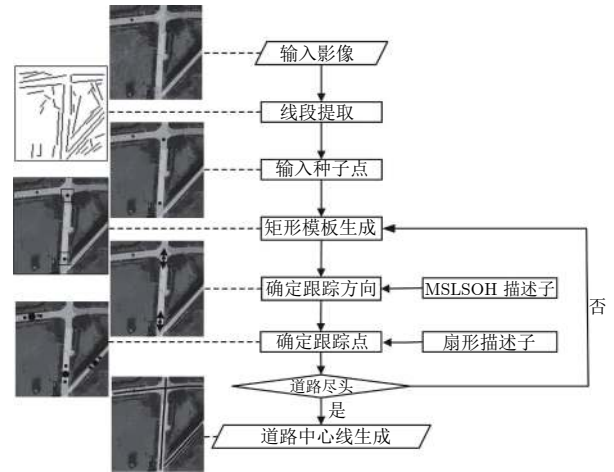 输入影像
线段提取
输入种子点
矩形模板生成
确定跟踪方向
MSLSOH 描述子
否
确定跟踪点
扇形描述子
道路尽头
是
道路中心线生成